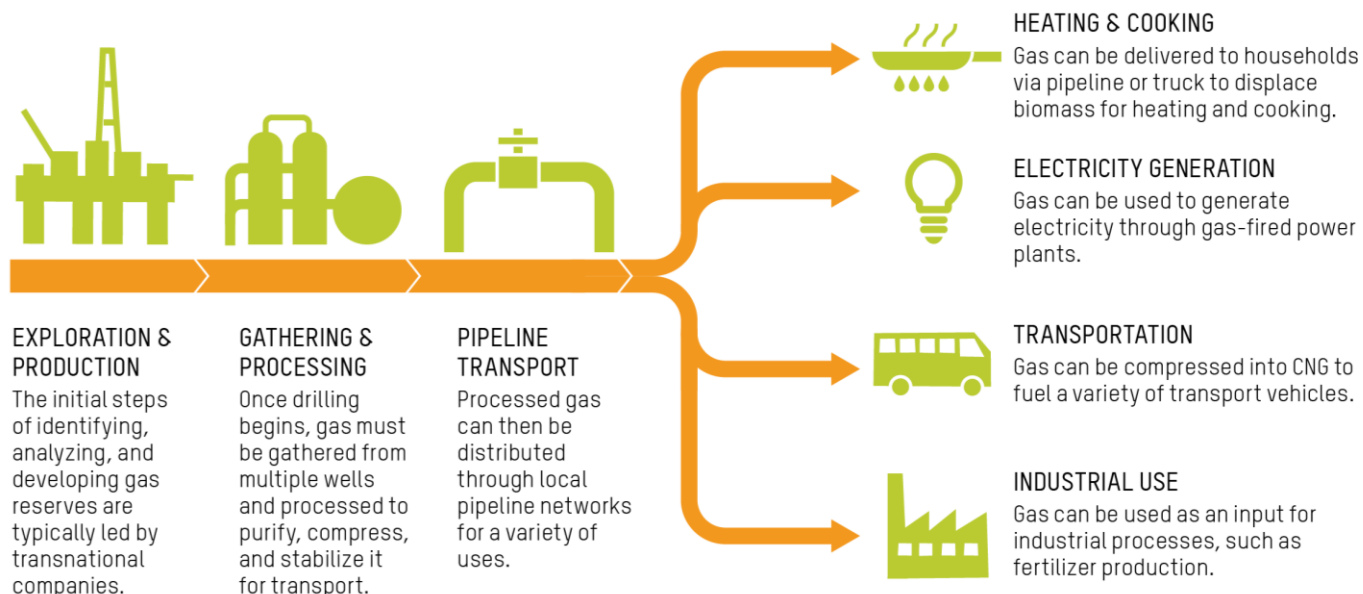 EXPLORATION &
PRODUCTION
The initial steps
of identifying,
analyzing, and
developing gas
reserves are
typically led by
transnational
companies.
GATHERING &
PROCESSING
Once drilling
begins, gas must
be gathered from
multiple wells
and processed to
purify, compress,
and stabilize it
for transport.
PIPELINE
TRANSPORT
Processed gas
can then be
distributed
through local
pipeline networks
for a variety of
uses.
HEATING & COOKING
Gas can be delivered to households
via pipeline or truck to displace
biomass for heating and cooking.
ELECTRICITY GENERATION
Gas can be used to generate
electricity through gas-fired power
plants.
TRANSPORTATION
Gas can be compressed into CNG to
fuel a variety of transport vehicles.
INDUSTRIAL USE
Gas can be used as an input for
industrial processes, such as
fertilizer production.